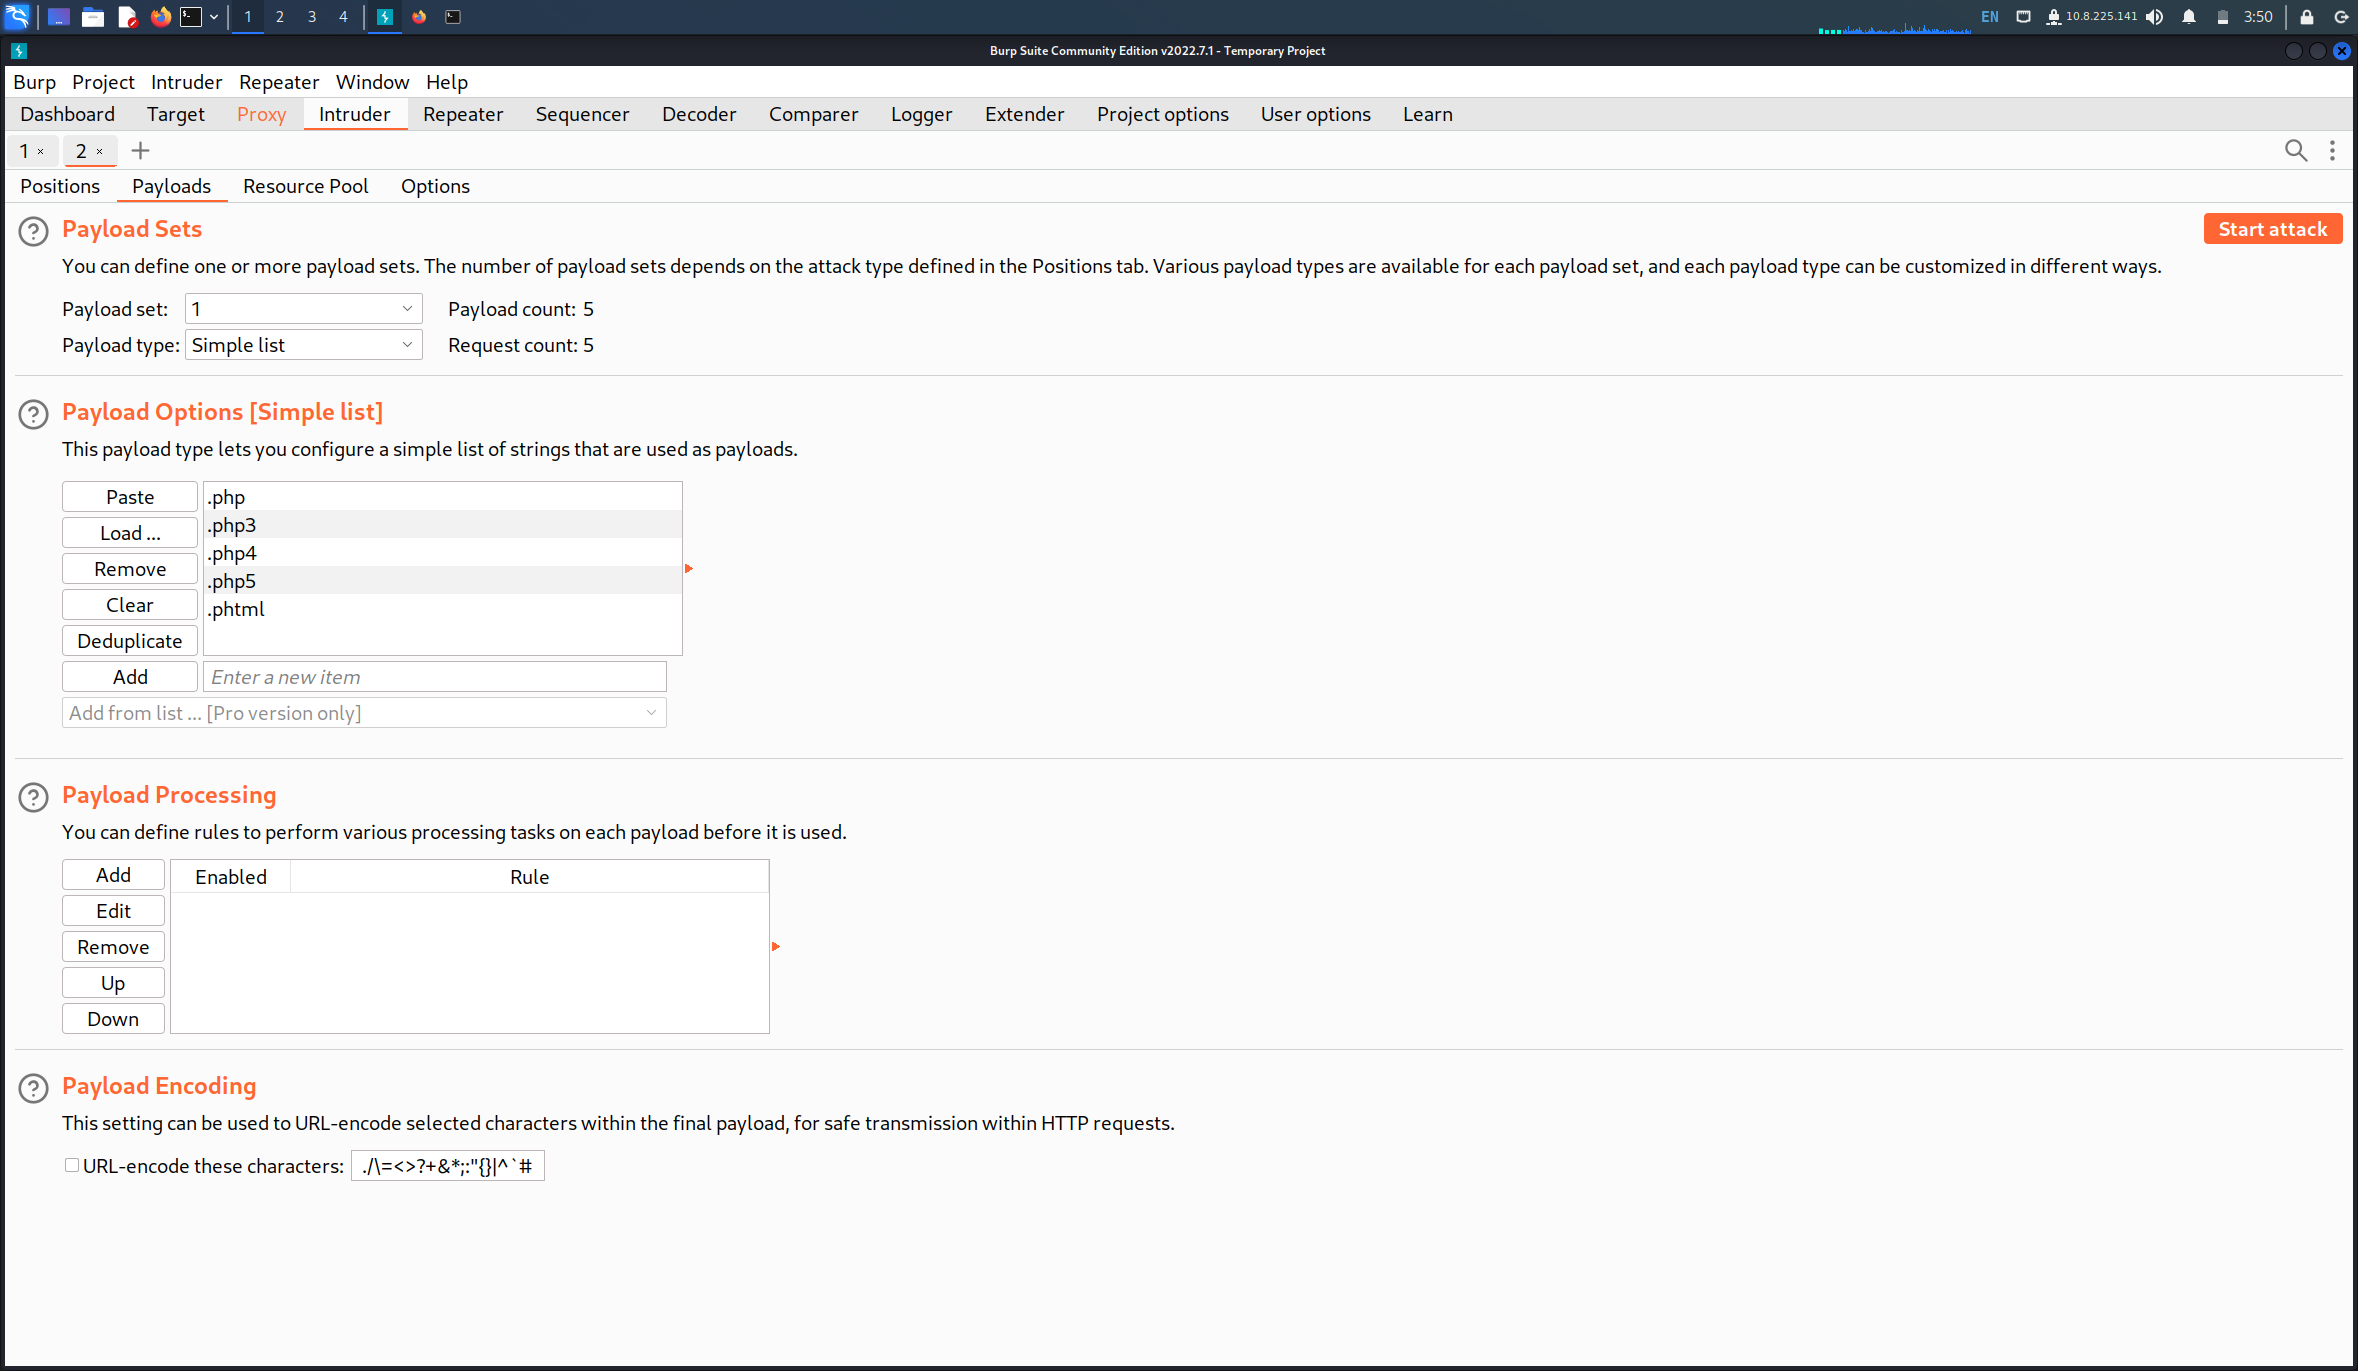 1 2 3 4 EN 10.8.225.141 3:50
Burp Suite Community Edition v2022.7.1 - Temporary Project
Burp Project Intruder Repeater Window Help
Dashboard Target Proxy Intruder Repeater Sequencer Decoder Comparer Logger Extender Project options User options Learn
1 × 2 × +
Positions Payloads Resource Pool Options
? Payload Sets Start attack
You can define one or more payload sets. The number of payload sets depends on the attack type defined in the Positions tab. Various payload types are available for each payload set, and each payload type can be customized in different ways.
Payload set: 1 Payload count: 5
Payload type: Simple list Request count: 5
? Payload Options [Simple list]
This payload type lets you configure a simple list of strings that are used as payloads.
Paste .php
Load ... .php3
Remove .php4
Clear .php5
Deduplicate .phtml
Add Enter a new item
Add from list ... [Pro version only]
? Payload Processing
You can define rules to perform various processing tasks on each payload before it is used.
Add Enabled Rule
Edit
Remove
Up
Down
? Payload Encoding
This setting can be used to URL-encode selected characters within the final payload, for safe transmission within HTTP requests.
URL-encode these characters: ./\=<>?+&*;:"{}|^`#